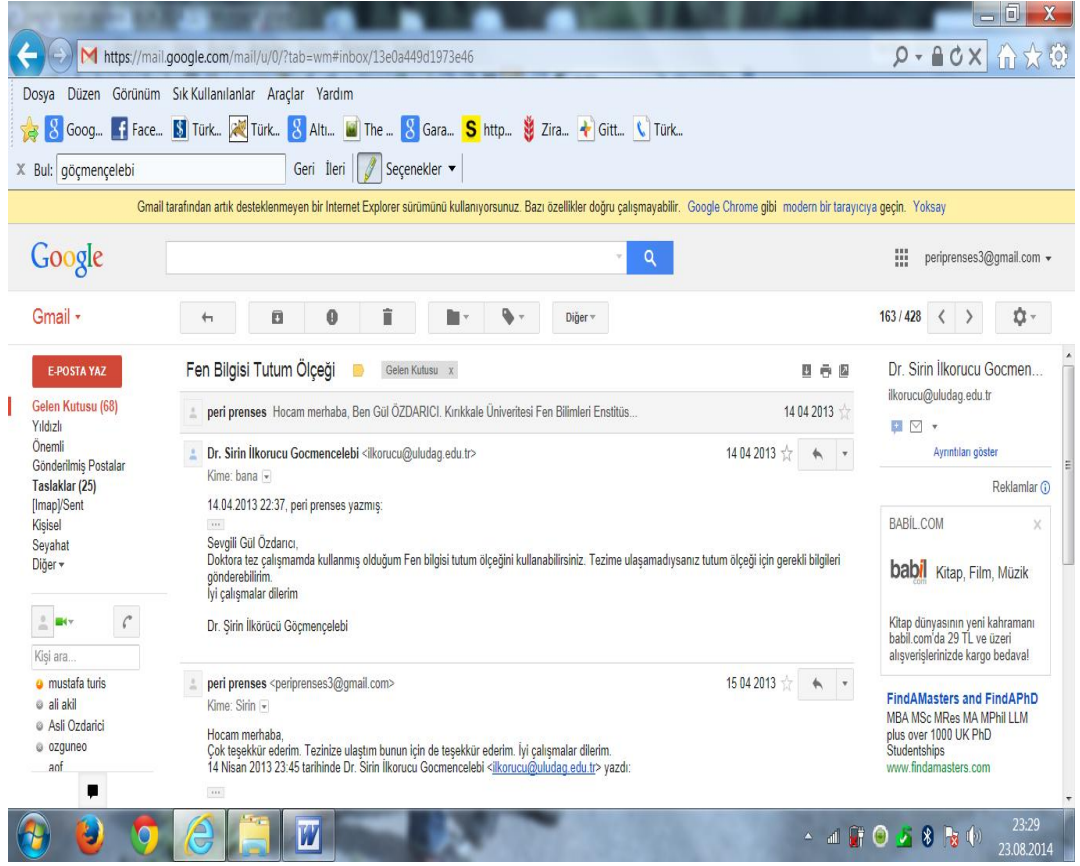 https://mail.google.com/mail/u/0/?tab=wm#inbox/13e0a449d1973e46
Dosya Düzen Görünüm Sık Kullanılanlar Araçlar Yardım
Goog... Face... Türk... Türk... Altı... The ... Gara... http... Zira... Gitt... Türk...
X Bul: göçmençelebi Geri İleri Seçenekler
Gmail tarafından artık desteklenmeyen bir Internet Explorer sürümünü kullanıyorsunuz. Bazı özellikler doğru çalışmayabilir. Google Chrome gibi modern bir tarayıcıya geçin. Yoksay
Google
periprenses3@gmail.com
Gmail
Diğer
163 / 428
E-POSTA YAZ
Gelen Kutusu (68)
Yıldızlı
Önemli
Gönderilmiş Postalar
Taslaklar (25)
[Imap]/Sent
Kişisel
Seyahat
Diğer
Kişi ara...
mustafa turis
ali akil
Asli Ozdarici
ozguneo
aof
Fen Bilgisi Tutum Ölçeği Gelen Kutusu x
peri prenses Hocam merhaba, Ben Gül ÖZDARICI. Kırıkkale Üniveritesi Fen Bilimleri Enstitüs... 14 04 2013
Dr. Sirin İlkorucu Gocmencelebi <ilkorucu@uludag.edu.tr> 14 04 2013
Kime: bana
14.04.2013 22:37, peri prenses yazmış:
Sevgili Gül Özdarıcı,
Doktora tez çalışmamda kullanmış olduğum Fen bilgisi tutum ölçeğini kullanabilirsiniz. Tezime ulaşamadıysanız tutum ölçeği için gerekli bilgileri
gönderebilirim.
İyi çalışmalar dilerim
Dr. Şirin İlkörücü Göçmençelebi
peri prenses <periprenses3@gmail.com> 15 04 2013
Kime: Sirin
Hocam merhaba,
Çok teşekkür ederim. Tezinize ulaştım bunun için de teşekkür ederim. İyi çalışmalar dilerim.
14 Nisan 2013 23:45 tarihinde Dr. Sirin İlkorucu Gocmencelebi <ilkorucu@uludag.edu.tr> yazdı:
Dr. Sirin İlkorucu Gocmen...
ilkorucu@uludag.edu.tr
Ayrıntıları göster
Reklamlar
BABİL.COM X
babil.com Kitap, Film, Müzik
Kitap dünyasının yeni kahramanı
babil.com'da 29 TL ve üzeri
alışverişlerinizde kargo bedava!
FindAMasters and FindAPhD
MBA MSc MRes MA MPhil LLM
plus over 1000 UK PhD
Studentships
www.findamasters.com
23:29
23.08.2014